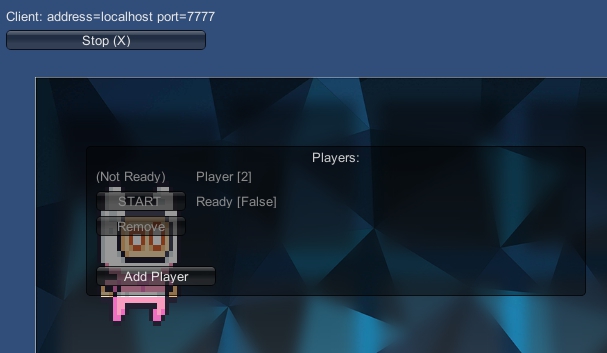 Client: address=localhost port=7777
Stop (X)
Players:
(Not Ready) Player [2]
START Ready [False]
Remove
Add Player